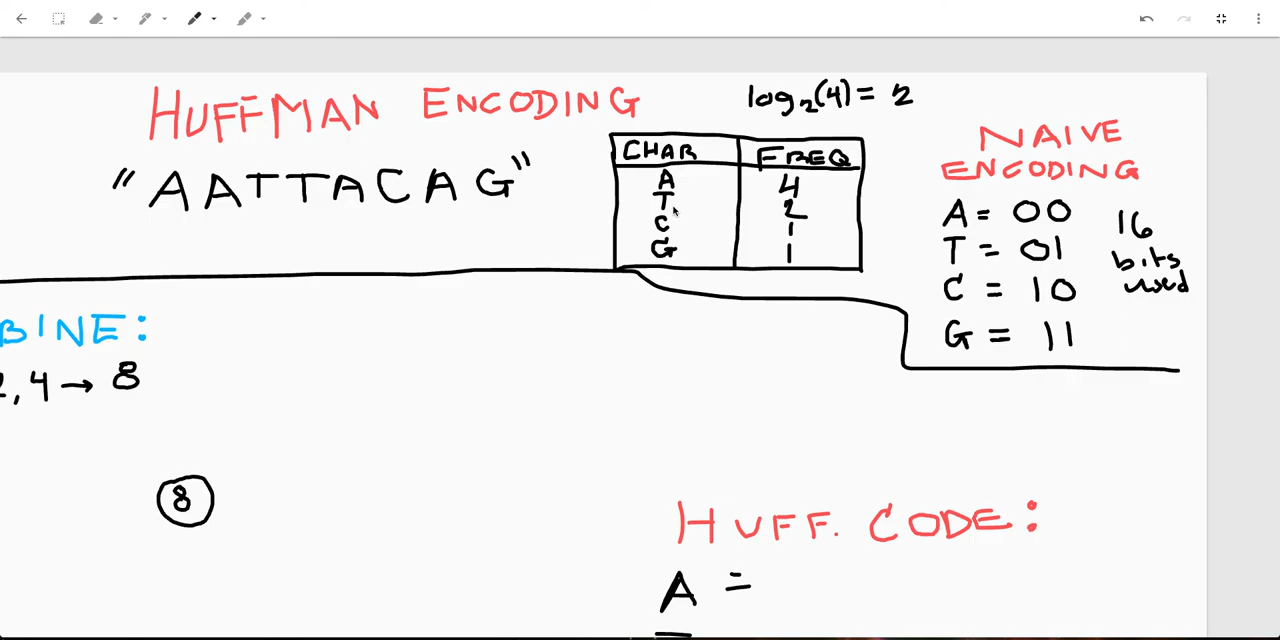 HUFFMAN ENCODING
"AATTACAG"
log₂(4) = 2
CHAR FREQ
A 4
T 2
C 1
G 1
NAIVE
ENCODING
A = 00
T = 01
C = 10
G = 11
16
bits
used
BINE:
2,4 → 8
8
HUFF. CODE:
A =